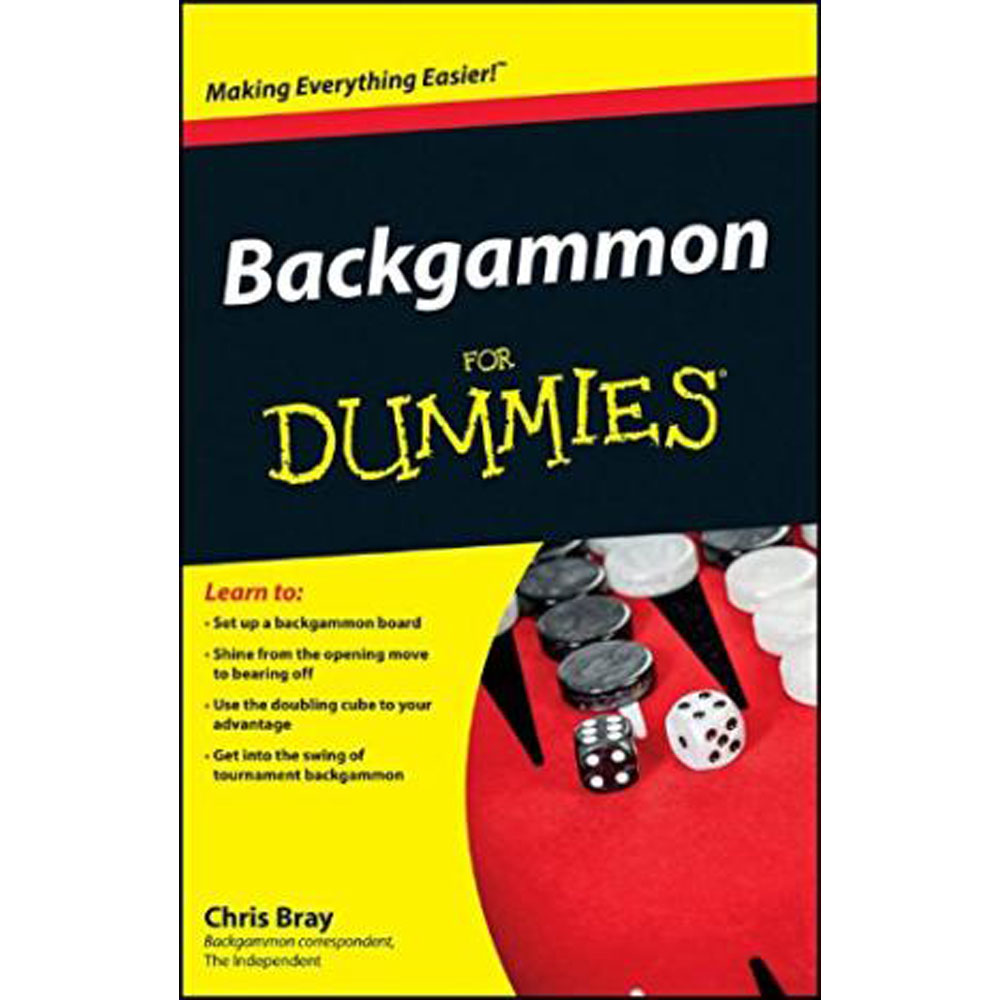 Making Everything Easier!™
Backgammon
FOR
DUMMIES®
Learn to:
• Set up a backgammon board
• Shine from the opening move
to bearing off
• Use the doubling cube to your
advantage
• Get into the swing of
tournament backgammon
Chris Bray
Backgammon correspondent,
The Independent